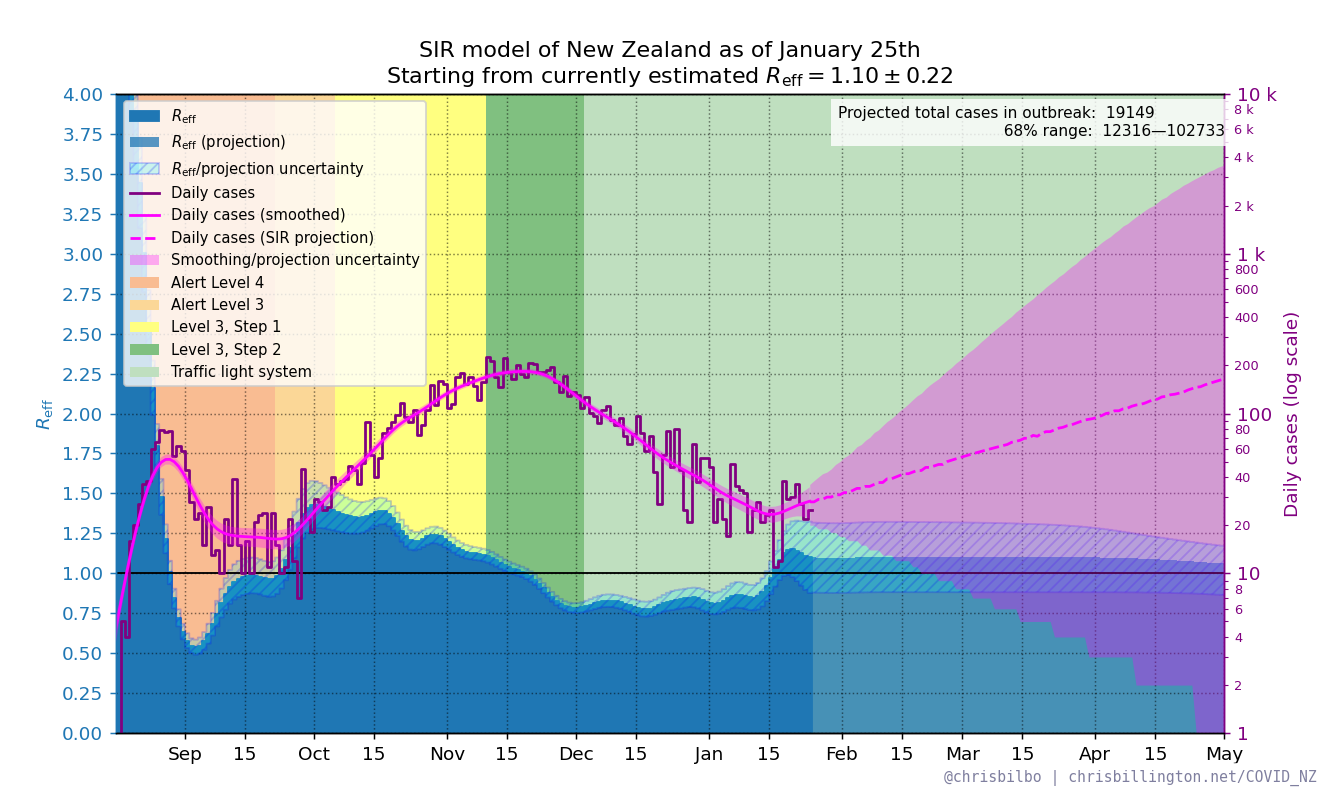 SIR model of New Zealand as of January 25th
Starting from currently estimated R_eff = 1.10 ± 0.22
Projected total cases in outbreak: 19149
68% range: 12316—102733
R_eff
R_eff (projection)
R_eff/projection uncertainty
Daily cases
Daily cases (smoothed)
Daily cases (SIR projection)
Smoothing/projection uncertainty
Alert Level 4
Alert Level 3
Level 3, Step 1
Level 3, Step 2
Traffic light system
R_eff
4.00
3.75
3.50
3.25
3.00
2.75
2.50
2.25
2.00
1.75
1.50
1.25
1.00
0.75
0.50
0.25
0.00
10 k
8 k
6 k
4 k
2 k
1 k
800
600
400
200
100
80
60
40
20
10
8
6
4
2
1
Daily cases (log scale)
Sep 15 Oct 15 Nov 15 Dec 15 Jan 15 Feb 15 Mar 15 Apr 15 May
@chrisbilbo | chrisbillington.net/COVID_NZ